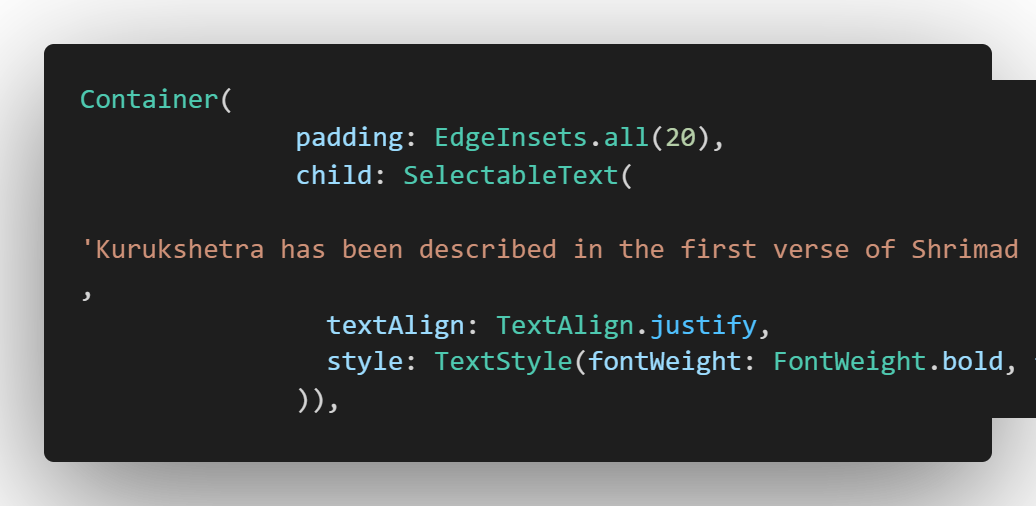 Container(
padding: EdgeInsets.all(20),
child: SelectableText(
'Kurukshetra has been described in the first verse of Shrimad
,
textAlign: TextAlign.justify,
style: TextStyle(fontWeight: FontWeight.bold,
)),